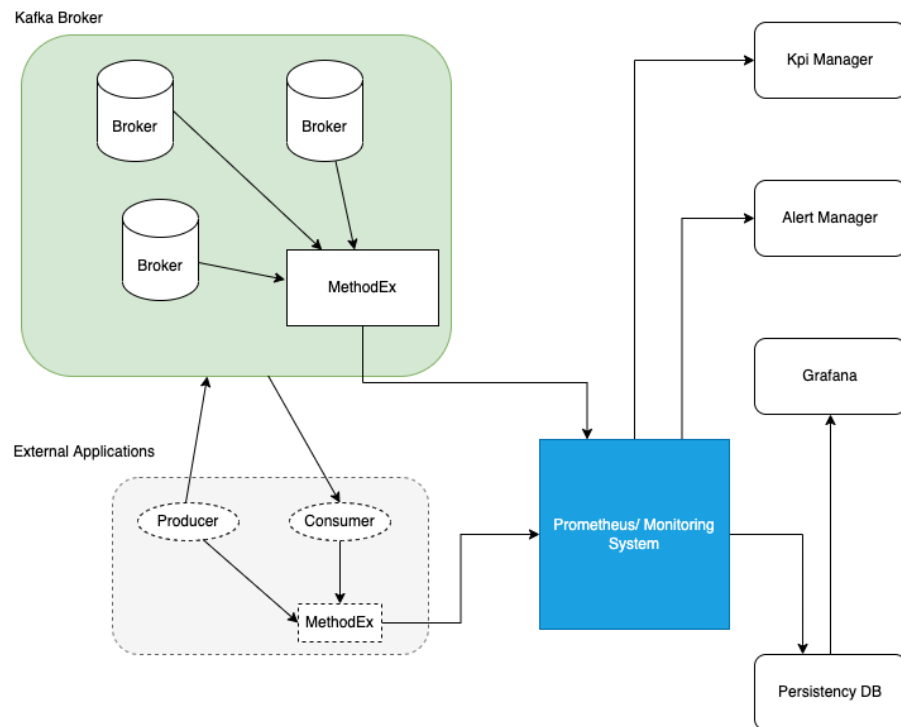 Kafka Broker
Broker
Broker
Broker
MethodEx
External Applications
Producer
Consumer
MethodEx
Prometheus/ Monitoring
System
Kpi Manager
Alert Manager
Grafana
Persistency DB